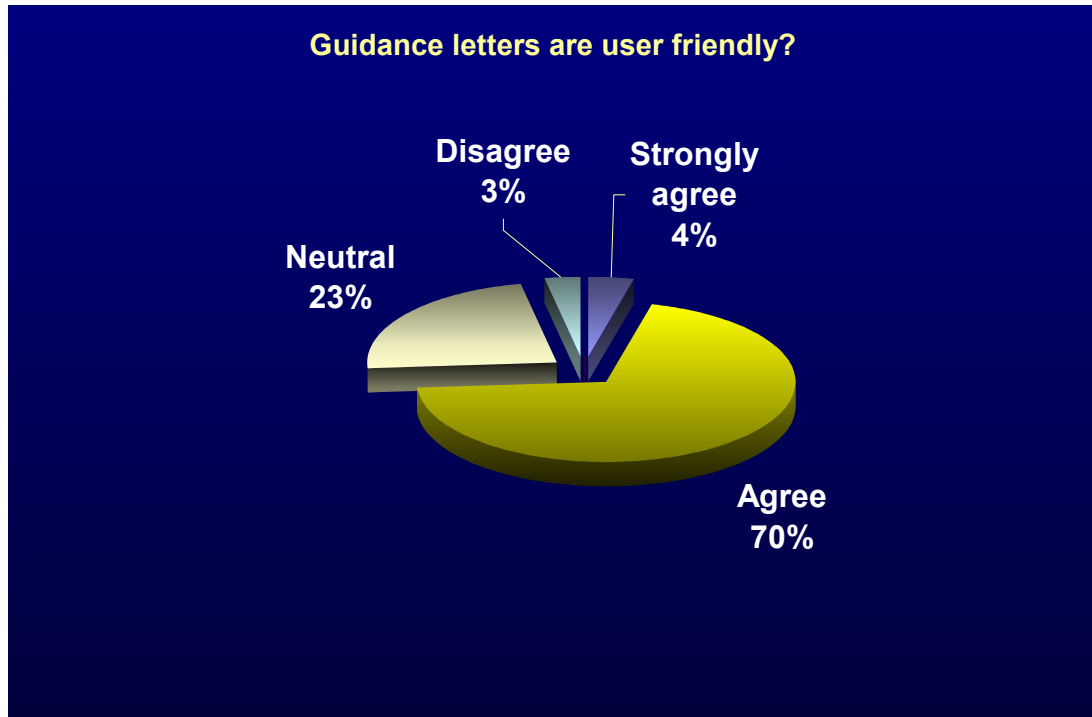 Guidance letters are user friendly?
Disagree
3%
Strongly
agree
4%
Neutral
23%
Agree
70%